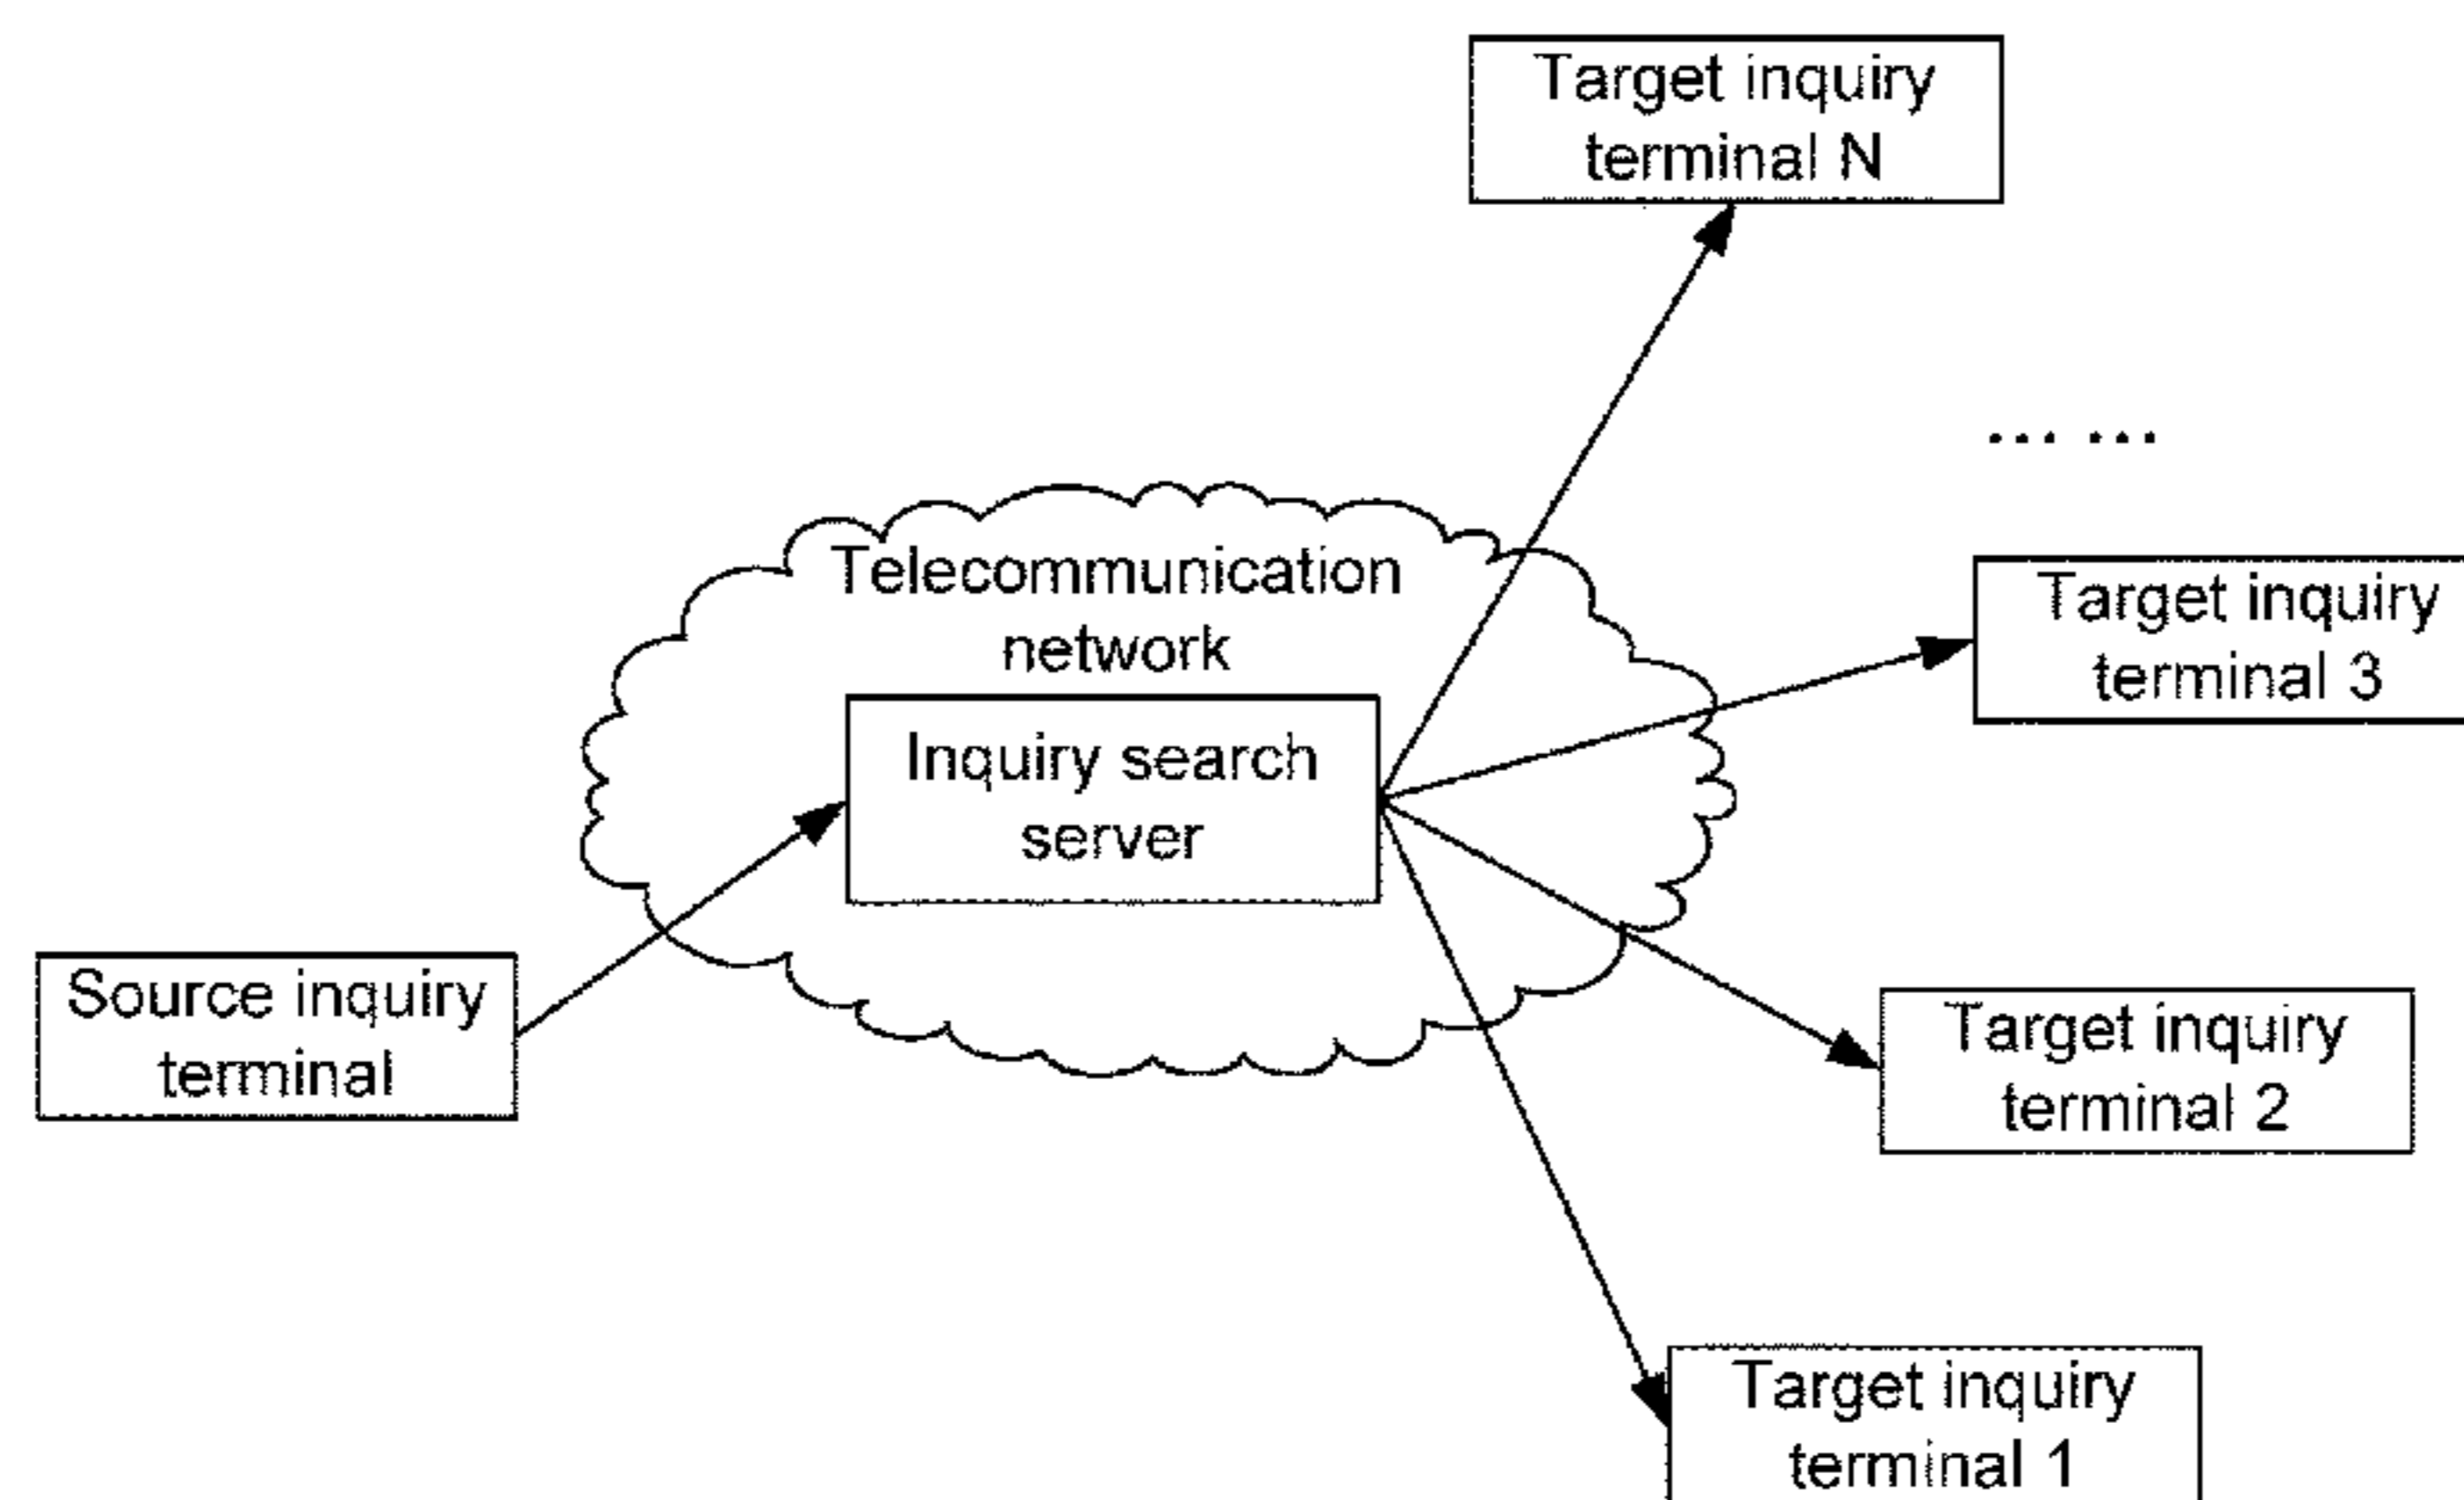 Target inquiry
terminal N
... ...
Telecommunication
network
Target inquiry
terminal 3
Inquiry search
server
Source inquiry
terminal
Target inquiry
terminal 2
Target inquiry
terminal 1